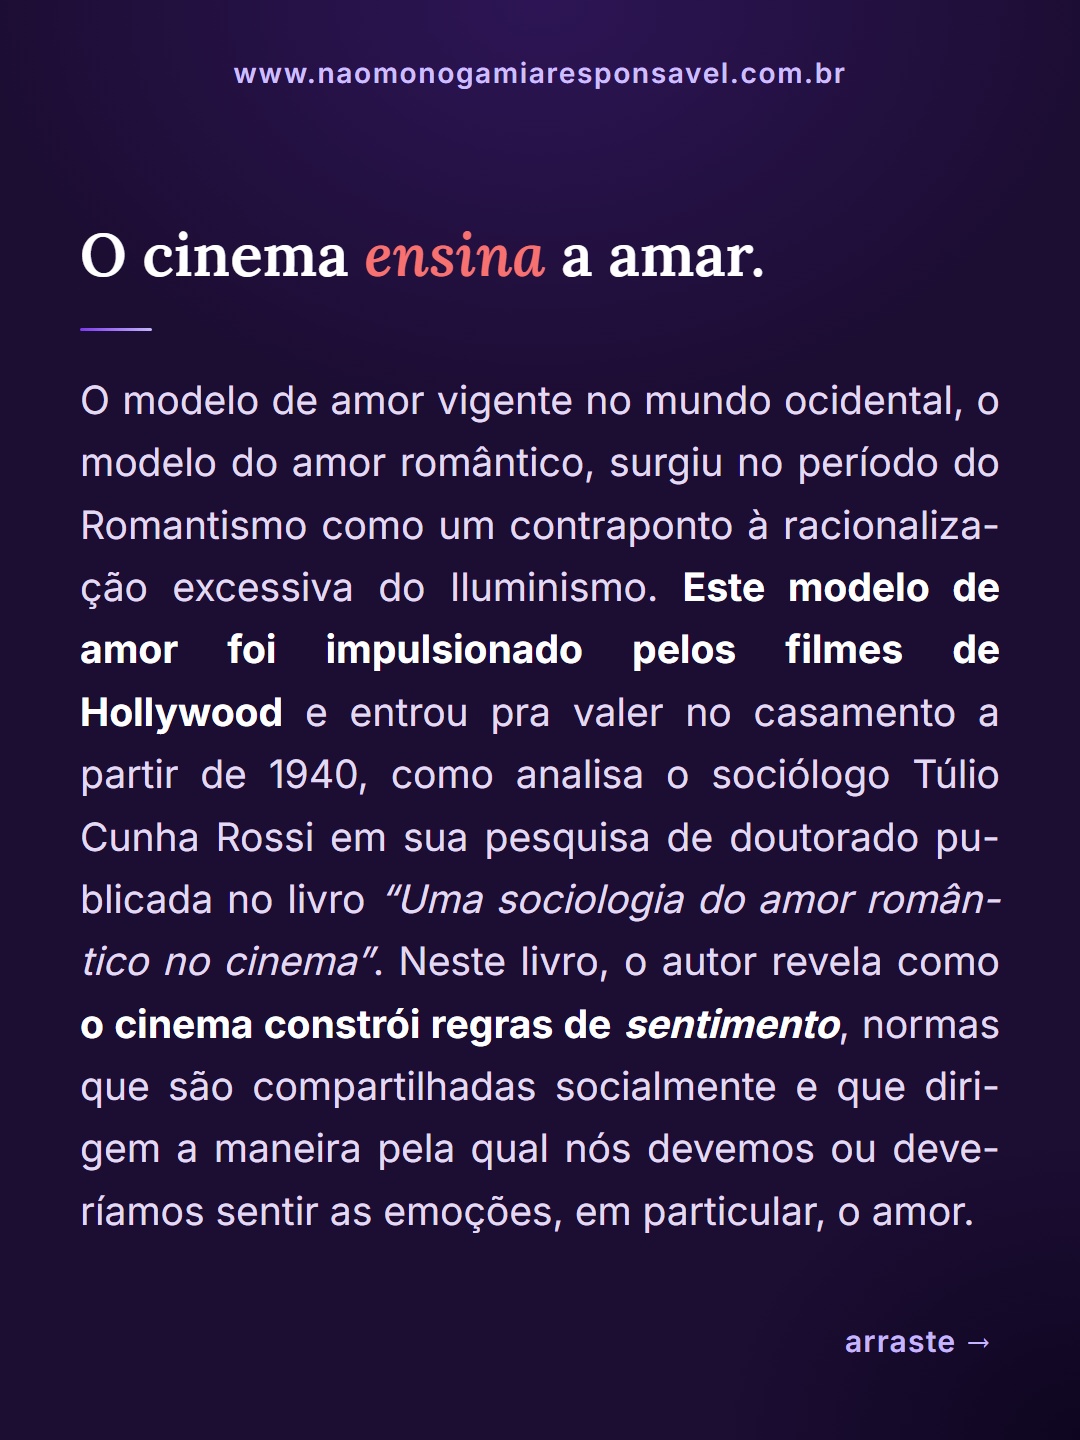 www.naomonogamiaresponsavel.com.br
O cinema ensina a amar.
O modelo de amor vigente no mundo ocidental, o
modelo do amor romântico, surgiu no período do
Romantismo como um contraponto à racionaliza-
ção excessiva do Iluminismo. Este modelo de
amor foi impulsionado pelos filmes de
Hollywood e entrou pra valer no casamento a
partir de 1940, como analisa o sociólogo Túlio
Cunha Rossi em sua pesquisa de doutorado pu-
blicada no livro “Uma sociologia do amor român-
tico no cinema”. Neste livro, o autor revela como
o cinema constrói regras de sentimento, normas
que são compartilhadas socialmente e que diri-
gem a maneira pela qual nós devemos ou deve-
ríamos sentir as emoções, em particular, o amor.
arraste →